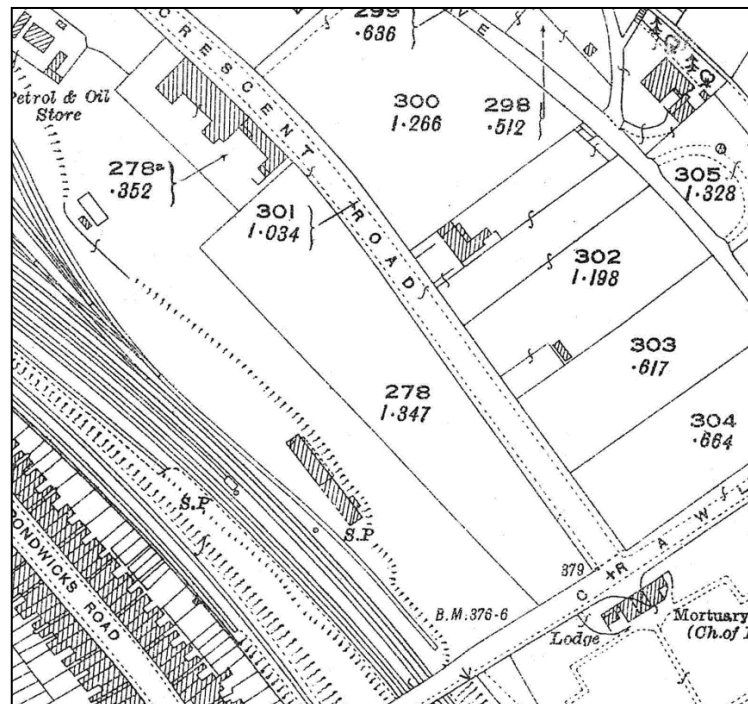 299
.636
VE
CRESCENT ROAD
300
1.266
298
.512
Petrol & Oil
Store
278a
.352
301
1.034
305
1.328
302
1.198
303
.617
278
1.347
304
.664
S.P
S.P
ONDWICKS ROAD
379
CRAWL
B.M. 376-6
Lodge
Mortuary
(Ch. of